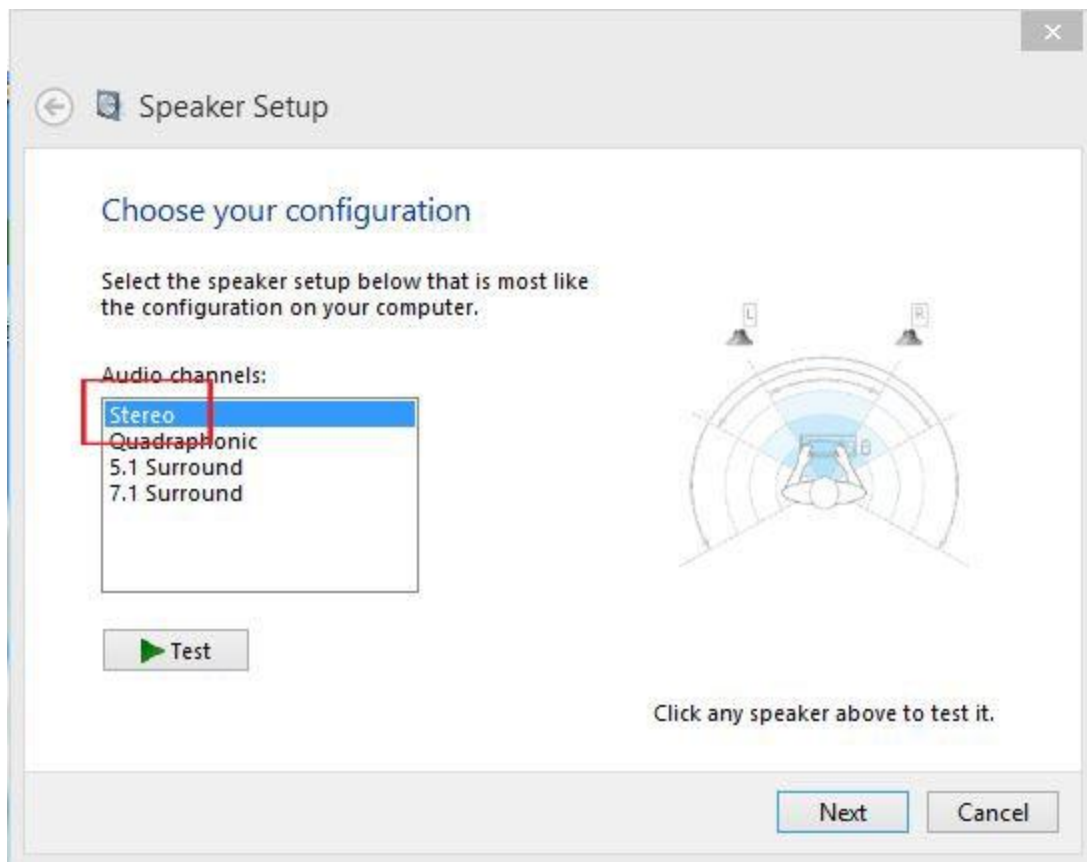 Speaker Setup
Choose your configuration
Select the speaker setup below that is most like
the configuration on your computer.
Audio channels:
Stereo
Quadraphonic
5.1 Surround
7.1 Surround
L
R
Test
Click any speaker above to test it.
Next
Cancel